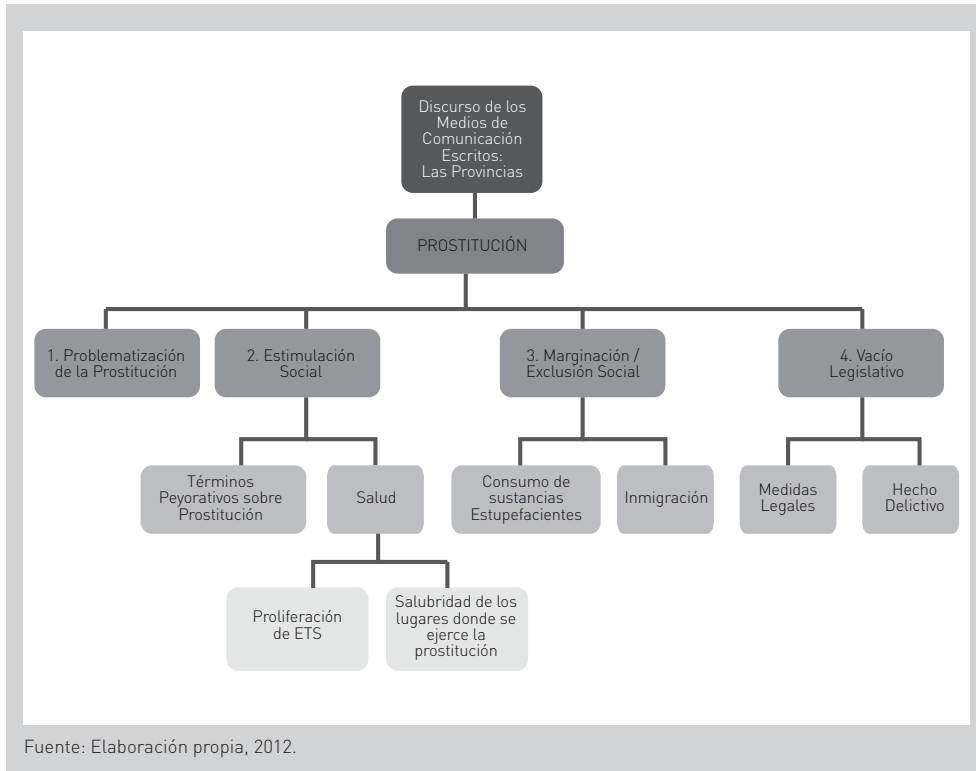 Discurso de los
Medios de
Comunicación
Escritos:
Las Provincias
PROSTITUCIÓN
1. Problematización
de la Prostitución
2. Estimulación
Social
3. Marginación /
Exclusión Social
4. Vacío
Legislativo
Términos
Peyorativos sobre
Prostitución
Salud
Consumo de
sustancias
Estupefacientes
Inmigración
Medidas
Legales
Hecho
Delictivo
Proliferación
de ETS
Salubridad de los
lugares donde se
ejerce la
prostitución
Fuente: Elaboración propia, 2012.